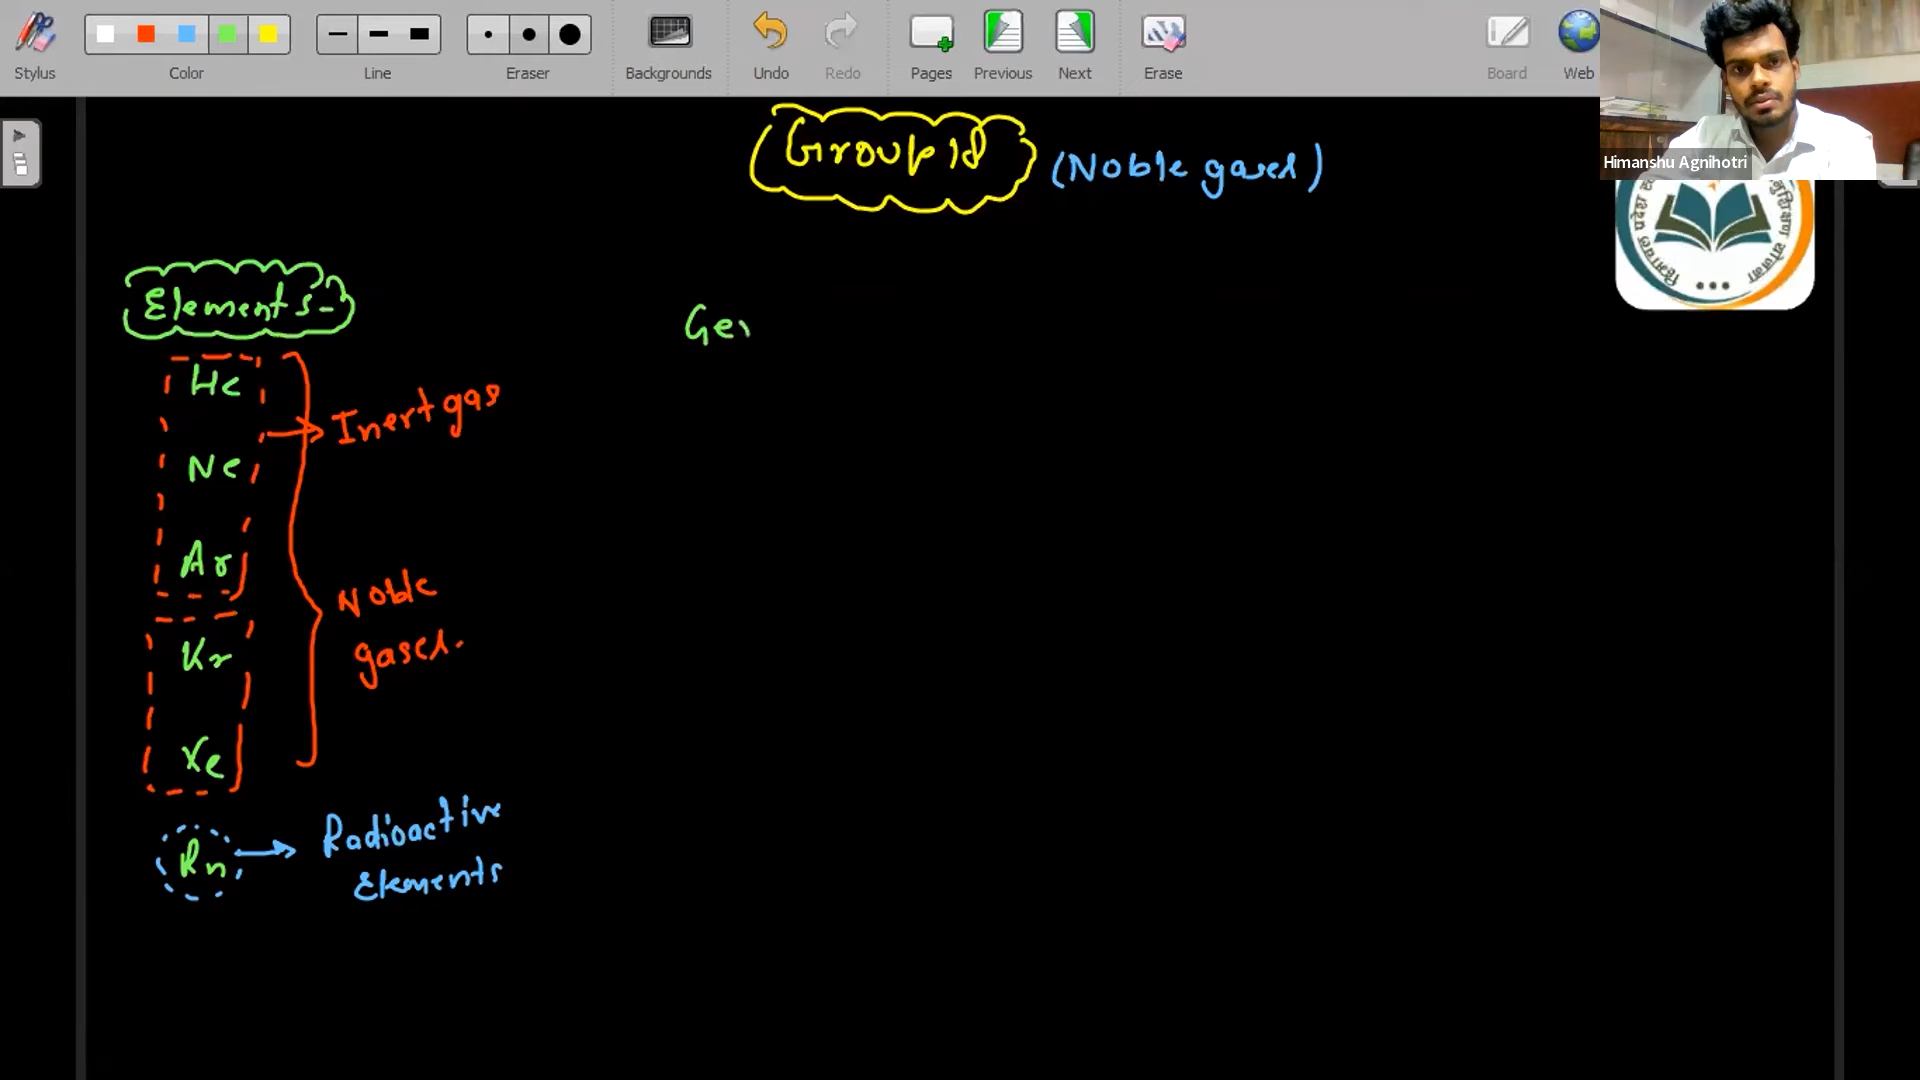 Stylus
Color
Line
Eraser
Backgrounds
Undo
Redo
Pages
Previous
Next
Erase
Board
Web
Himanshu Agnihotri
Group 18 (Noble gases)
Elements-
He
Inert gas
Ne
Ar
Noble
gases.
Kr
Xe
Rn
Radioactive
Elements
Gen